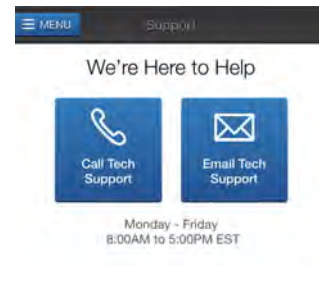 MENU
Support
We're Here to Help
Call Tech
Support
Email Tech
Support
Monday - Friday
8:00AM to 5:00PM EST